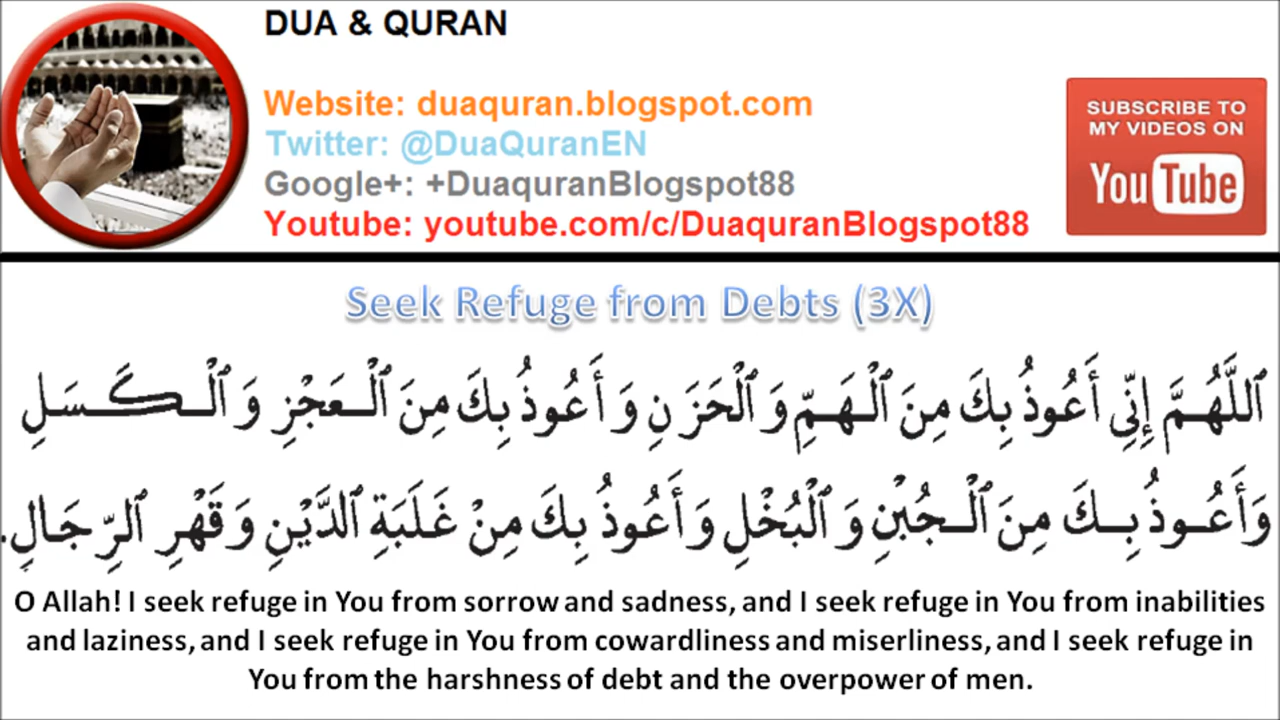 DUA & QURAN
Website: duaquran.blogspot.com
Twitter: @DuaQuranEN
Google+: +DuaquranBlogspot88
Youtube: youtube.com/c/DuaquranBlogspot88
SUBSCRIBE TO
MY VIDEOS ON
YouTube
Seek Refuge from Debts (3X)
ٱللَّهُمَّ إِنِّي أَعُوذُ بِكَ مِنَ ٱلْهَمِّ وَ ٱلْحَزَنِ وَ أَعُوذُ بِكَ مِنَ ٱلْعَجْزِ وَ ٱلْكَسَلِ
وَأَعُوذُ بِكَ مِنَ ٱلْجُبْنِ وَ ٱلْبُخْلِ وَ أَعُوذُ بِكَ مِنْ غَلَبَةِ ٱلدَّيْنِ وَ قَهْرِ ٱلرِّجَالِ.
O Allah! I seek refuge in You from sorrow and sadness, and I seek refuge in You from inabilities
and laziness, and I seek refuge in You from cowardliness and miserliness, and I seek refuge in
You from the harshness of debt and the overpower of men.